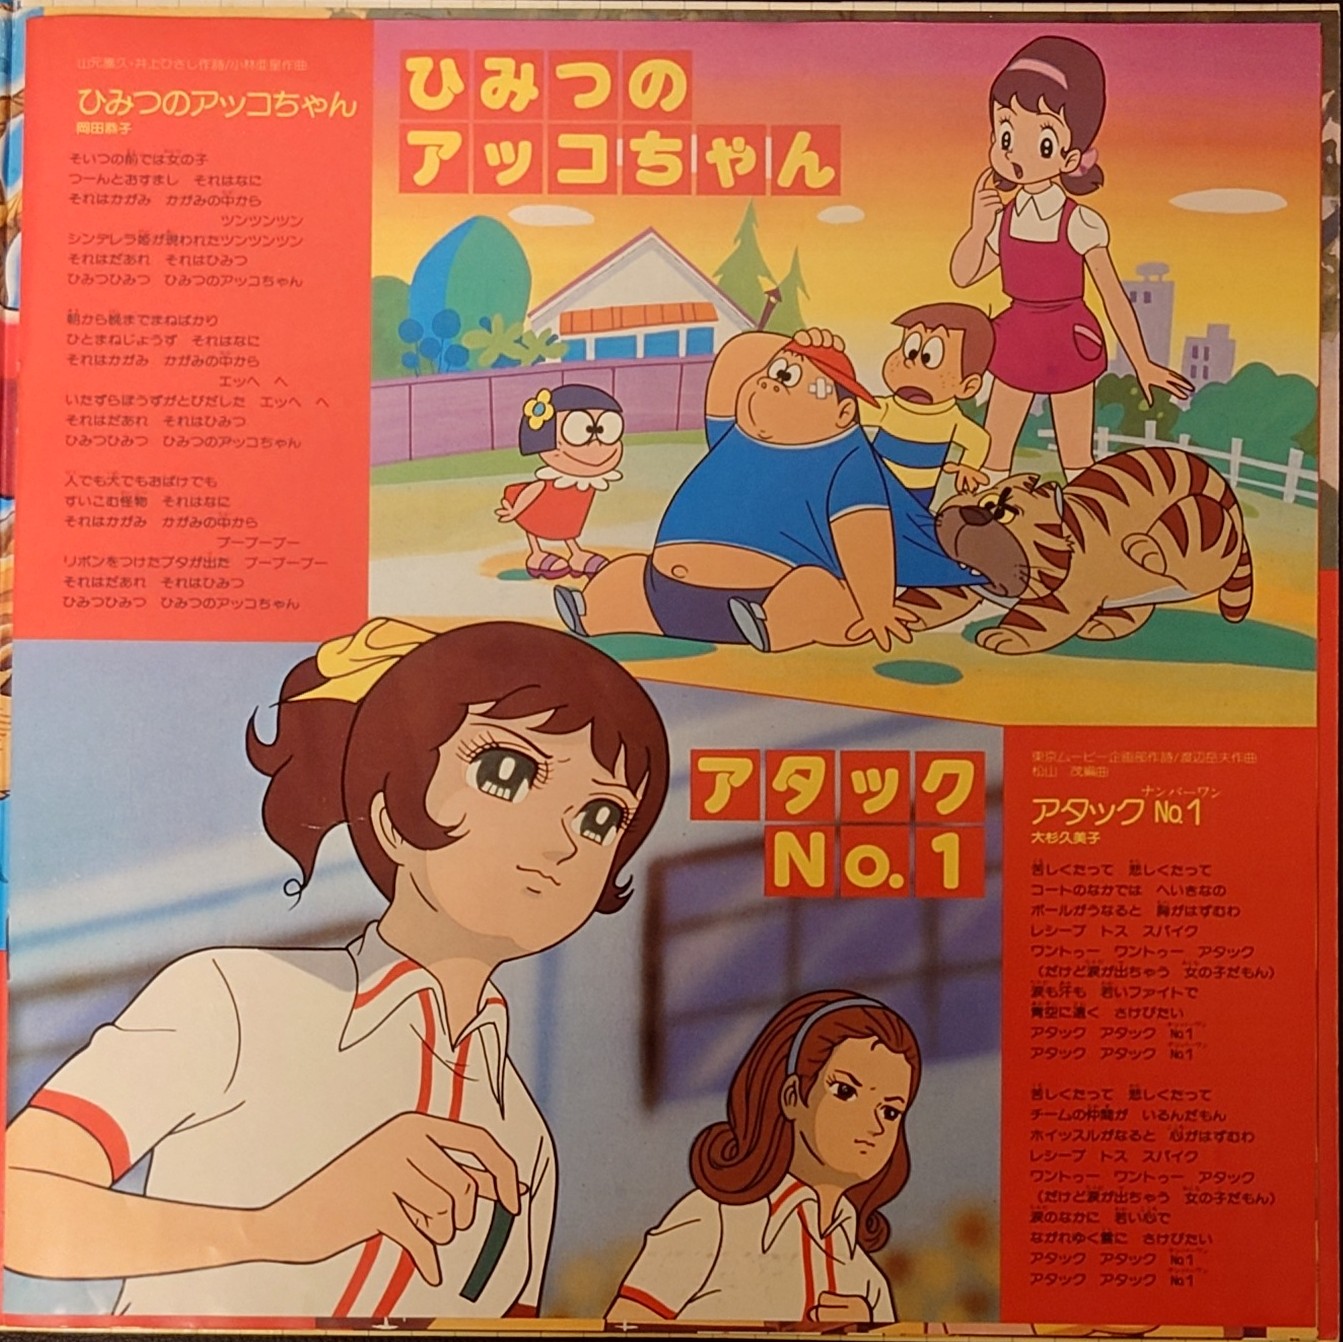 山元護久・井上ひさし作詩/小林亜星作曲
ひみつのアッコちゃん
岡田恭子
そいつの前では女の子
つーんとおすまし　それはなに
それはかがみ　かがみの中から
ツンツンツン
シンデレラ姫が現われたツンツンツン
それはだあれ　それはひみつ
ひみつひみつ　ひみつのアッコちゃん
朝から晩までまねばかり
ひとまねじょうず　それはなに
それはかがみ　かがみの中から
エッヘ　ヘ
いたずらぼうずがとびだした　エッヘ　ヘ
それはだあれ　それはひみつ
ひみつひみつ　ひみつのアッコちゃん
人でも犬でもおばけでも
すいこむ怪物　それはなに
それはかがみ　かがみの中から
ブーブーブー
リボンをつけたブタが出た　ブーブーブー
それはだあれ　それはひみつ
ひみつひみつ　ひみつのアッコちゃん
ひみつの
アッコちゃん
アタック
No.1
東京ムービー企画部作詩/渡辺岳夫作曲
松山　茂編曲
ナンバーワン
アタックNo.1
大杉久美子
苦しくたって　悲しくたって
コートのなかでは　へいきなの
ボールがうなると　胸がはずむわ
レシーブ　トス　スパイク
ワントゥー　ワントゥー　アタック
（だけど涙が出ちゃう　女の子だもん）
涙も汗も　若いファイトで
青空に遠く　さけびたい
アタック　アタック　No.1
アタック　アタック　No.1
苦しくたって　悲しくたって
チームの仲間が　いるんだもん
ホイッスルがなると　心がはずむわ
レシーブ　トス　スパイク
ワントゥー　ワントゥー　アタック
（だけど涙が出ちゃう　女の子だもん）
涙のなかに　若い心で
ながれゆく雲に　さけびたい
アタック　アタック　No.1
アタック　アタック　No.1